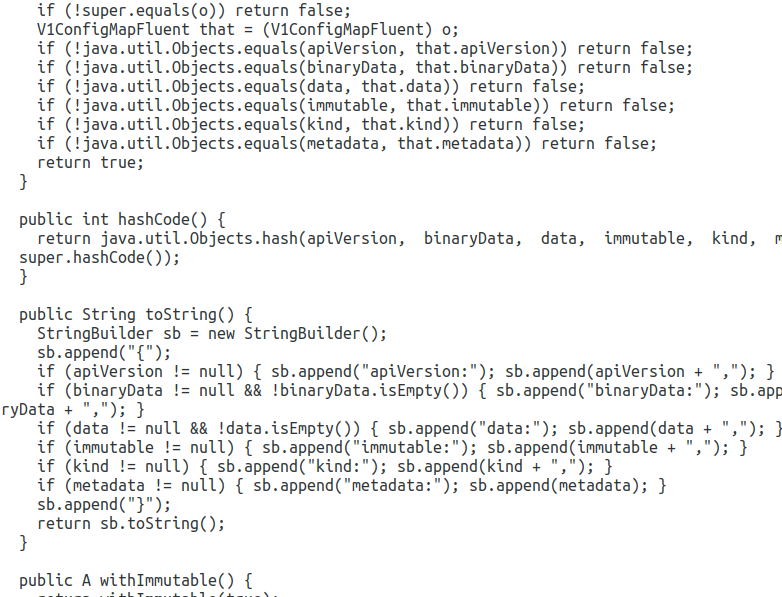 if (!super.equals(o)) return false;
V1ConfigMapFluent that = (V1ConfigMapFluent) o;
if (!java.util.Objects.equals(apiVersion, that.apiVersion)) return false;
if (!java.util.Objects.equals(binaryData, that.binaryData)) return false;
if (!java.util.Objects.equals(data, that.data)) return false;
if (!java.util.Objects.equals(immutable, that.immutable)) return false;
if (!java.util.Objects.equals(kind, that.kind)) return false;
if (!java.util.Objects.equals(metadata, that.metadata)) return false;
return true;
}
public int hashCode() {
return java.util.Objects.hash(apiVersion,  binaryData,  data,  immutable,  kind,
super.hashCode());
}
public String toString() {
StringBuilder sb = new StringBuilder();
sb.append("{");
if (apiVersion != null) { sb.append("apiVersion:"); sb.append(apiVersion + ","); }
if (binaryData != null && !binaryData.isEmpty()) { sb.append("binaryData:"); sb.app
ryData + ","); }
if (data != null && !data.isEmpty()) { sb.append("data:"); sb.append(data + ","); }
if (immutable != null) { sb.append("immutable:"); sb.append(immutable + ","); }
if (kind != null) { sb.append("kind:"); sb.append(kind + ","); }
if (metadata != null) { sb.append("metadata:"); sb.append(metadata); }
sb.append("}");
return sb.toString();
}
public A withImmutable() {
return withImmutable(true);